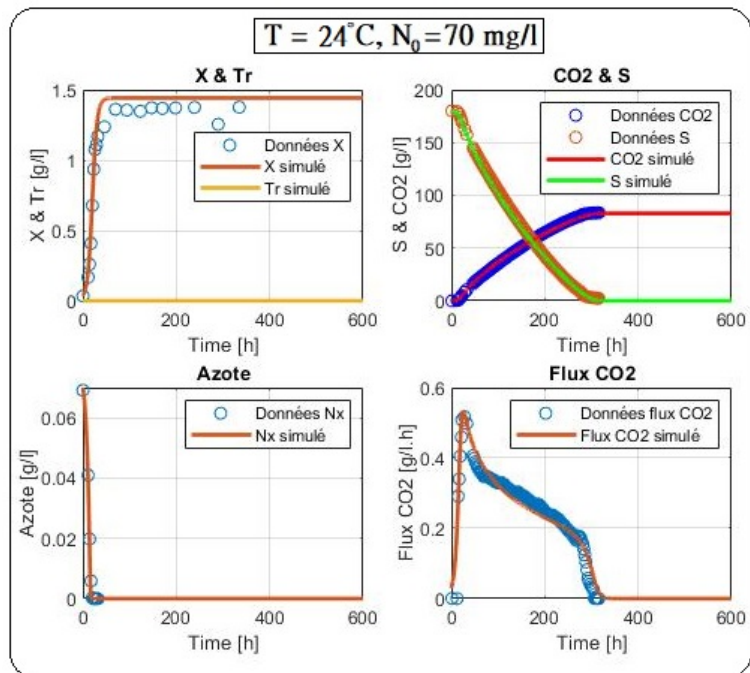 T = 24°C, N₀=70 mg/l
X & Tr
1.5
1
0.5
0
X & Tr [g/l]
Données X
X simulé
Tr simulé
0 200 400 600
Time [h]
CO2 & S
200
150
100
50
0
S & CO2 [g/l]
Données CO2
Données S
CO2 simulé
S simulé
0 200 400 600
Time [h]
Azote
0.06
0.04
0.02
0
Azote [g/l]
Données Nx
Nx simulé
0 200 400 600
Time [h]
Flux CO2
0.6
0.4
0.2
0
Flux CO2 [g/l.h]
Données flux CO2
Flux CO2 simulé
0 200 400 600
Time [h]